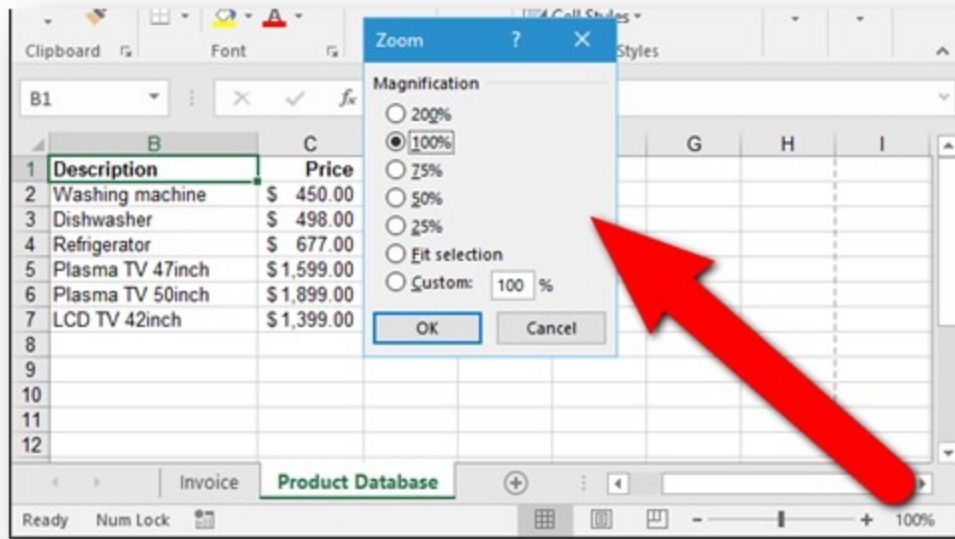 Cell Styles
Clipboard Font Styles
Zoom ?
B1 fx
Magnification
200%
100%
75%
50%
25%
Fit selection
Custom: 100 %
OK Cancel
B C G H I
1 Description Price
2 Washing machine $ 450.00
3 Dishwasher $ 498.00
4 Refrigerator $ 677.00
5 Plasma TV 47inch $1,599.00
6 Plasma TV 50inch $1,899.00
7 LCD TV 42inch $1,399.00
8
9
10
11
12
Invoice Product Database
Ready Num Lock 100%